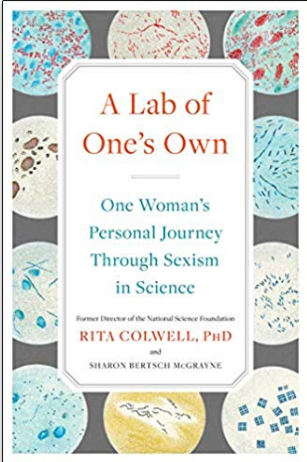 A Lab of
One's Own
One Woman's
Personal Journey
Through Sexism
in Science
Former Director of the National Science Foundation
RITA COLWELL, PHD
and
SHARON BERTSCH McGRAYNE